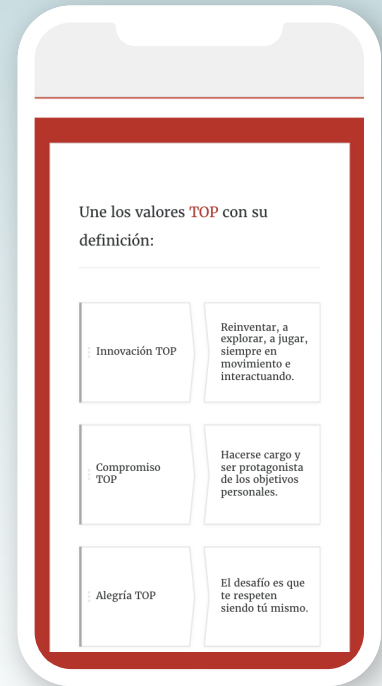 Une los valores TOP con su
definición:
Innovación TOP
Reinventar, a
explorar, a jugar,
siempre en
movimiento e
interactuando.
Compromiso
TOP
Hacerse cargo y
ser protagonista
de los objetivos
personales.
Alegría TOP
El desafío es que
te respeten
siendo tú mismo.